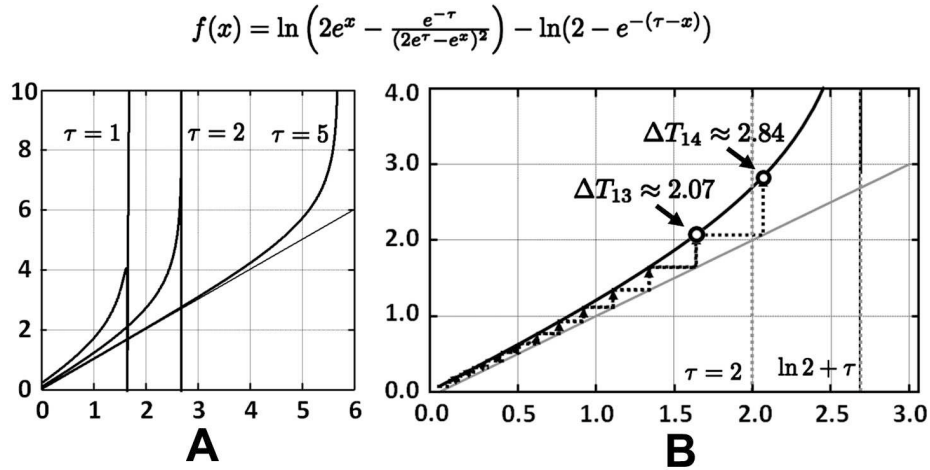 f(x) = ln(2e^x − e^{−τ}/(2e^τ−e^x)^2) − ln(2 − e^{−(τ−x)})
10
8
6
4
2
0
τ = 1
τ = 2
τ = 5
0 1 2 3 4 5 6
A
4.0
3.0
2.0
1.0
0.0
ΔT₁₄ ≈ 2.84
ΔT₁₃ ≈ 2.07
τ = 2
ln 2 + τ
0.0 0.5 1.0 1.5 2.0 2.5 3.0
B